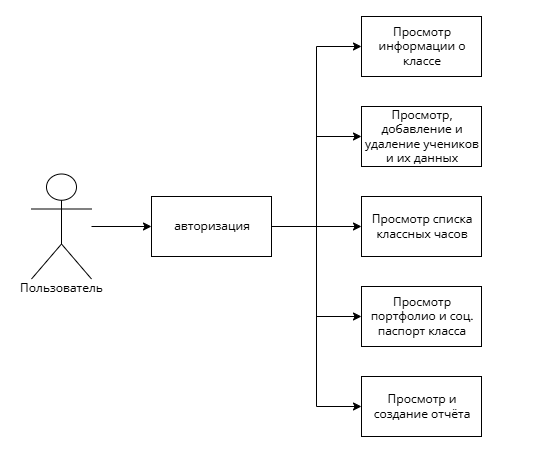 Просмотр
информации о
классе
Просмотр,
добавление и
удаление учеников
и их данных
авторизация
Просмотр списка
классных часов
Пользователь
Просмотр
портфолио и соц.
паспорт класса
Просмотр и
создание отчёта